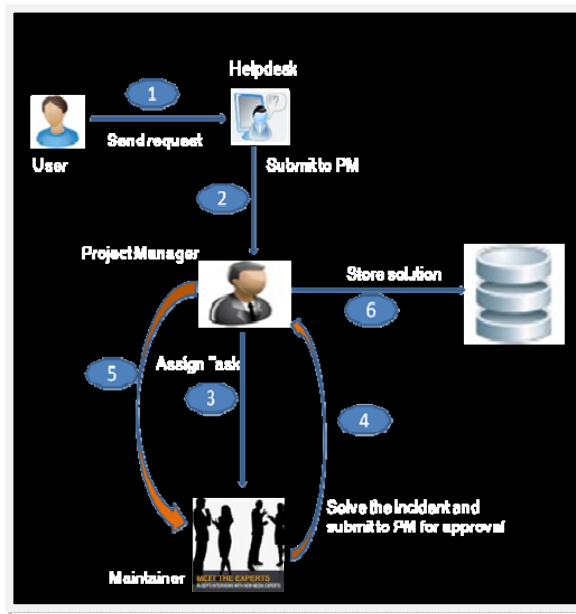 Helpdesk
1
Send request
User
Submit to PM
2
Project Manager
Store solution
6
Assign Task
5
3
4
Solve the incident and
submit to PM for approval
MEET THE EXPERTS
Maintainer